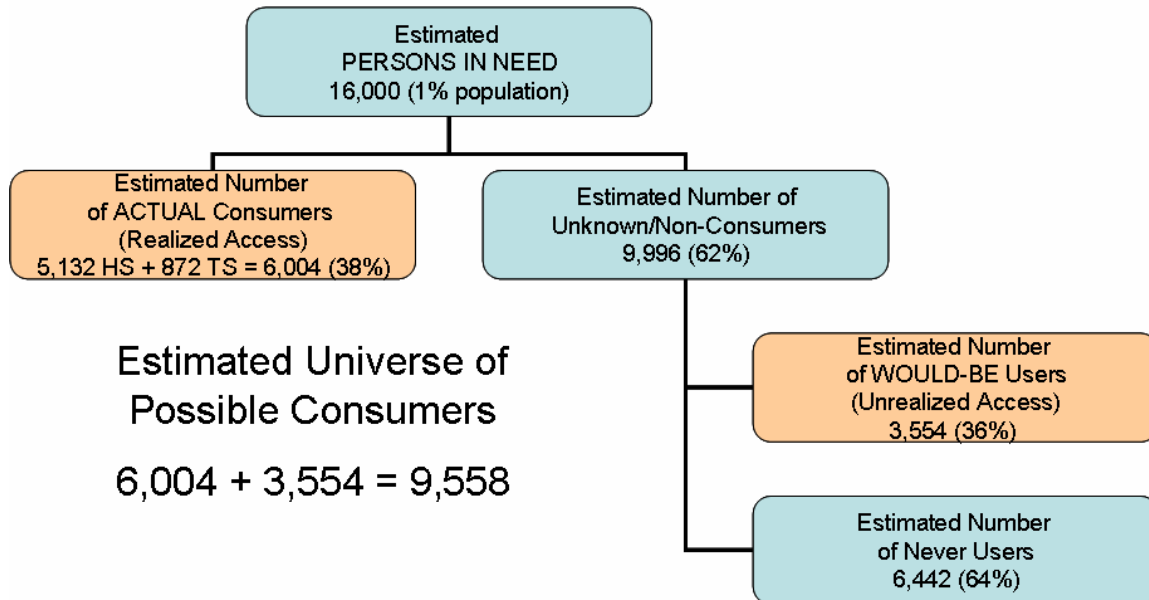 Estimated
PERSONS IN NEED
16,000 (1% population)
Estimated Number
of ACTUAL Consumers
(Realized Access)
5,132 HS + 872 TS = 6,004 (38%)
Estimated Number of
Unknown/Non-Consumers
9,996 (62%)
Estimated Universe of
Possible Consumers
6,004 + 3,554 = 9,558
Estimated Number
of WOULD-BE Users
(Unrealized Access)
3,554 (36%)
Estimated Number
of Never Users
6,442 (64%)